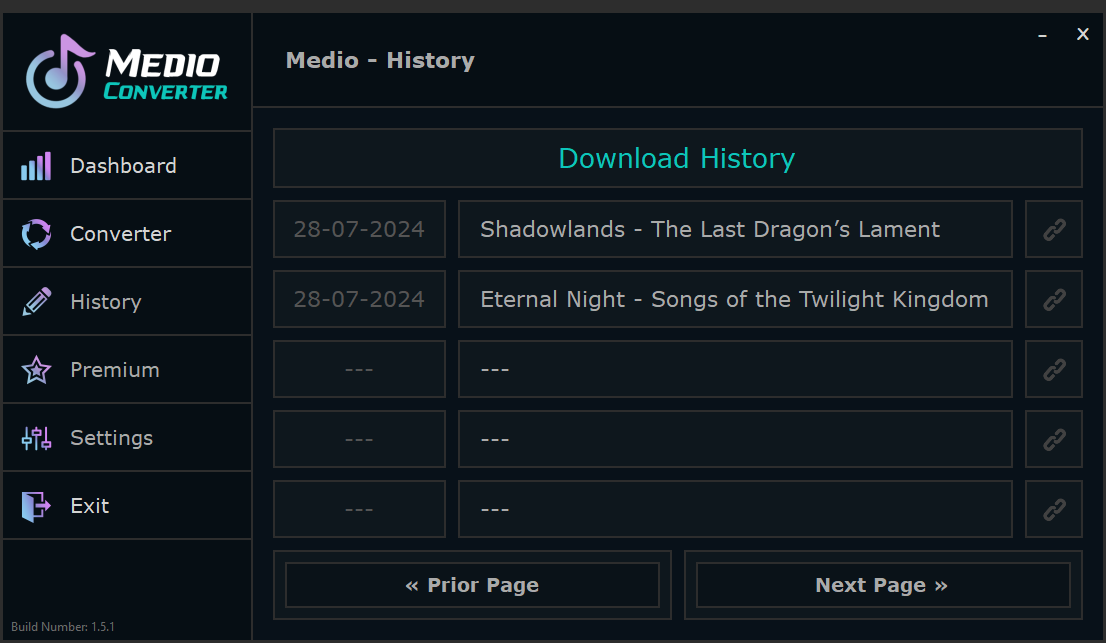 MEDIO
CONVERTER
Dashboard
Converter
History
Premium
Settings
Exit
Build Number: 1.5.1
Medio - History
– X
Download History
28-07-2024 Shadowlands - The Last Dragon’s Lament
28-07-2024 Eternal Night - Songs of the Twilight Kingdom
--- ---
--- ---
--- ---
« Prior Page Next Page »